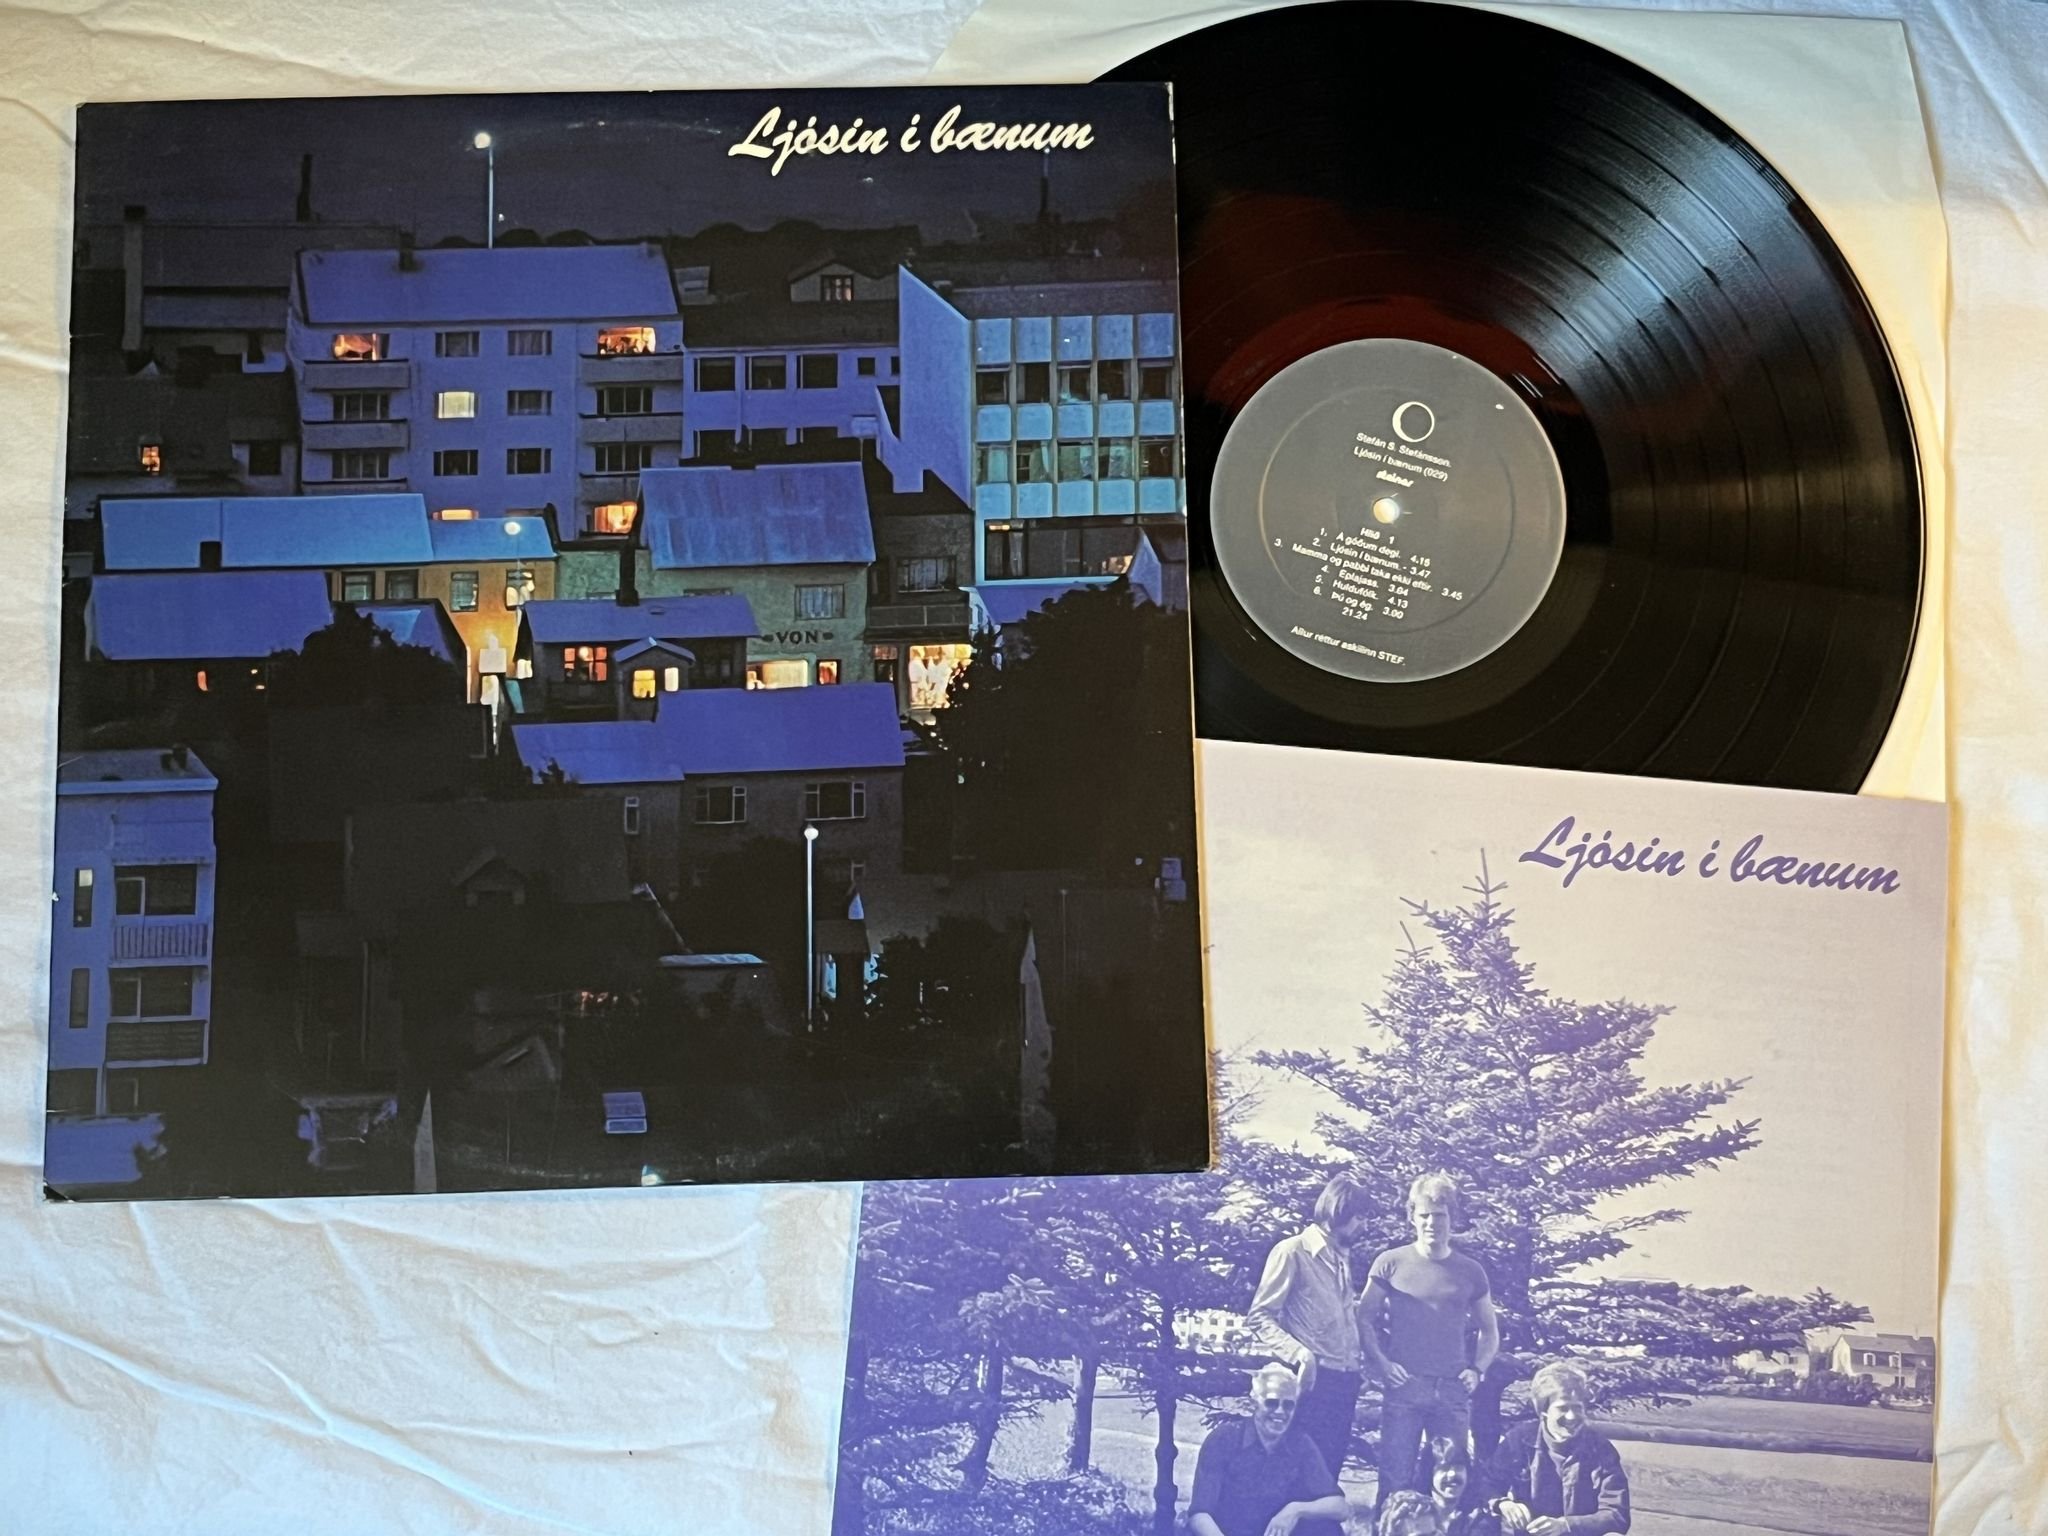 Ljósin í bænum
-VON-
Stefán S. Stefánsson.
Ljósin í bænum (029)
steinar
Hlið 1
1. Á góðum degi. 4.15
2. Ljósin í bænum. - 3.47
3. Mamma og pabbi taka ekki eftir. 3.45
4. Eplajass. 3.04
5. Huldufólk. 4.13
6. Þú og ég. 3.00
21.24
Allur réttur áskilinn STEF.
Ljósin í bænum